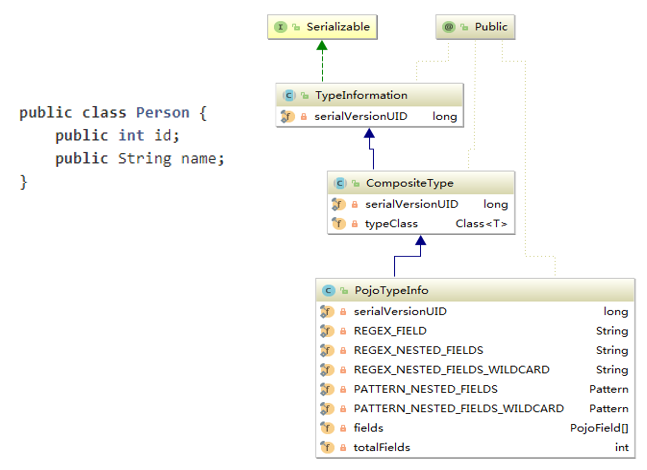 Serializable
Public
public class Person {
public int id;
public String name;
}
TypeInformation
serialVersionUID long
CompositeType
serialVersionUID long
typeClass Class<T>
PojoTypeInfo
serialVersionUID long
REGEX_FIELD String
REGEX_NESTED_FIELDS String
REGEX_NESTED_FIELDS_WILDCARD String
PATTERN_NESTED_FIELDS Pattern
PATTERN_NESTED_FIELDS_WILDCARD Pattern
fields PojoField[]
totalFields int